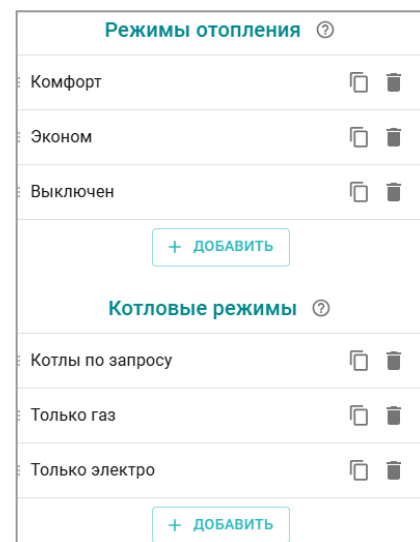 Режимы отопления ?
Комфорт
Эконом
Выключен
+ ДОБАВИТЬ
Котловые режимы ?
Котлы по запросу
Только газ
Только электро
+ ДОБАВИТЬ